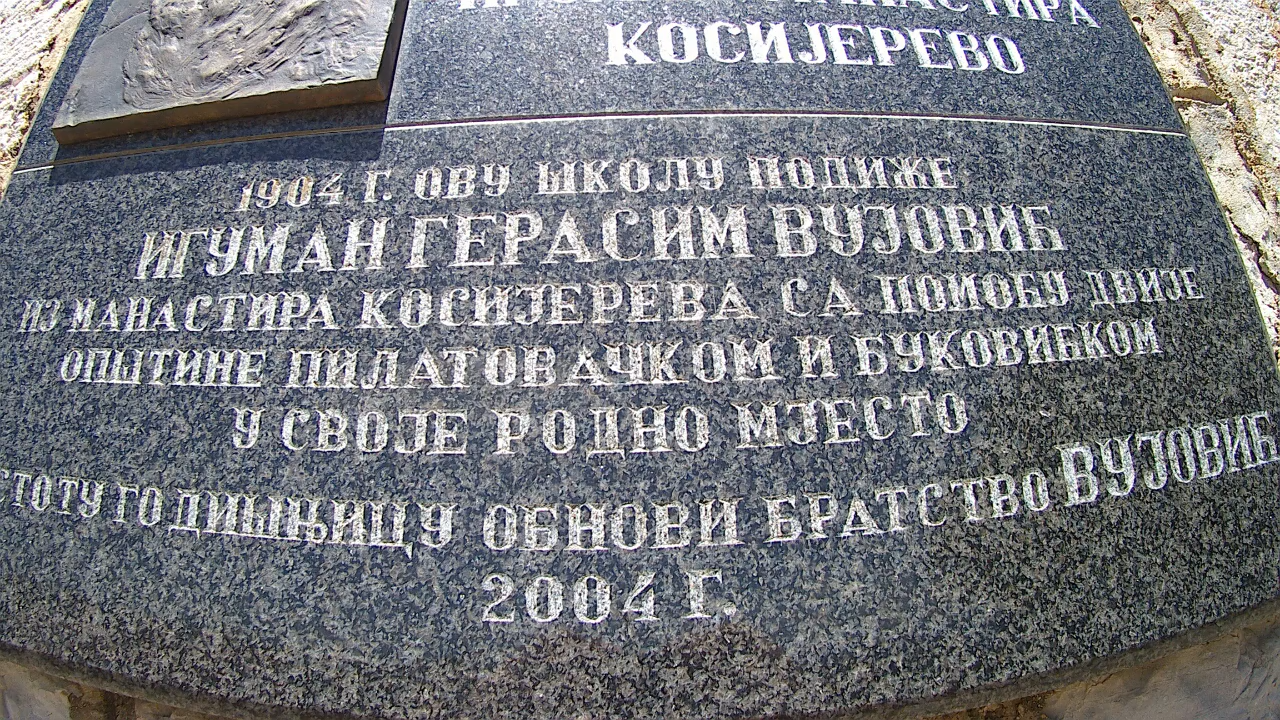 МАНАСТИРА
КОСИЈЕРЕВО
1904 Г. ОВУ ШКОЛУ ПОДИЖЕ
ИГУМАН ГЕРАСИМ ВУЈОВИЋ
ИЗ МАНАСТИРА КОСИЈЕРЕВА СА ПОМОЋУ ДВИЈЕ
ОПШТИНЕ ПИЛАТОВАЧКОМ И БУКОВИЋКОМ
У СВОЈЕ РОДНО МЈЕСТО
СТОТУ ГОДИШЊИЦУ ОБНОВИ БРАТСТВО ВУЈОВИЋ
2004 Г.